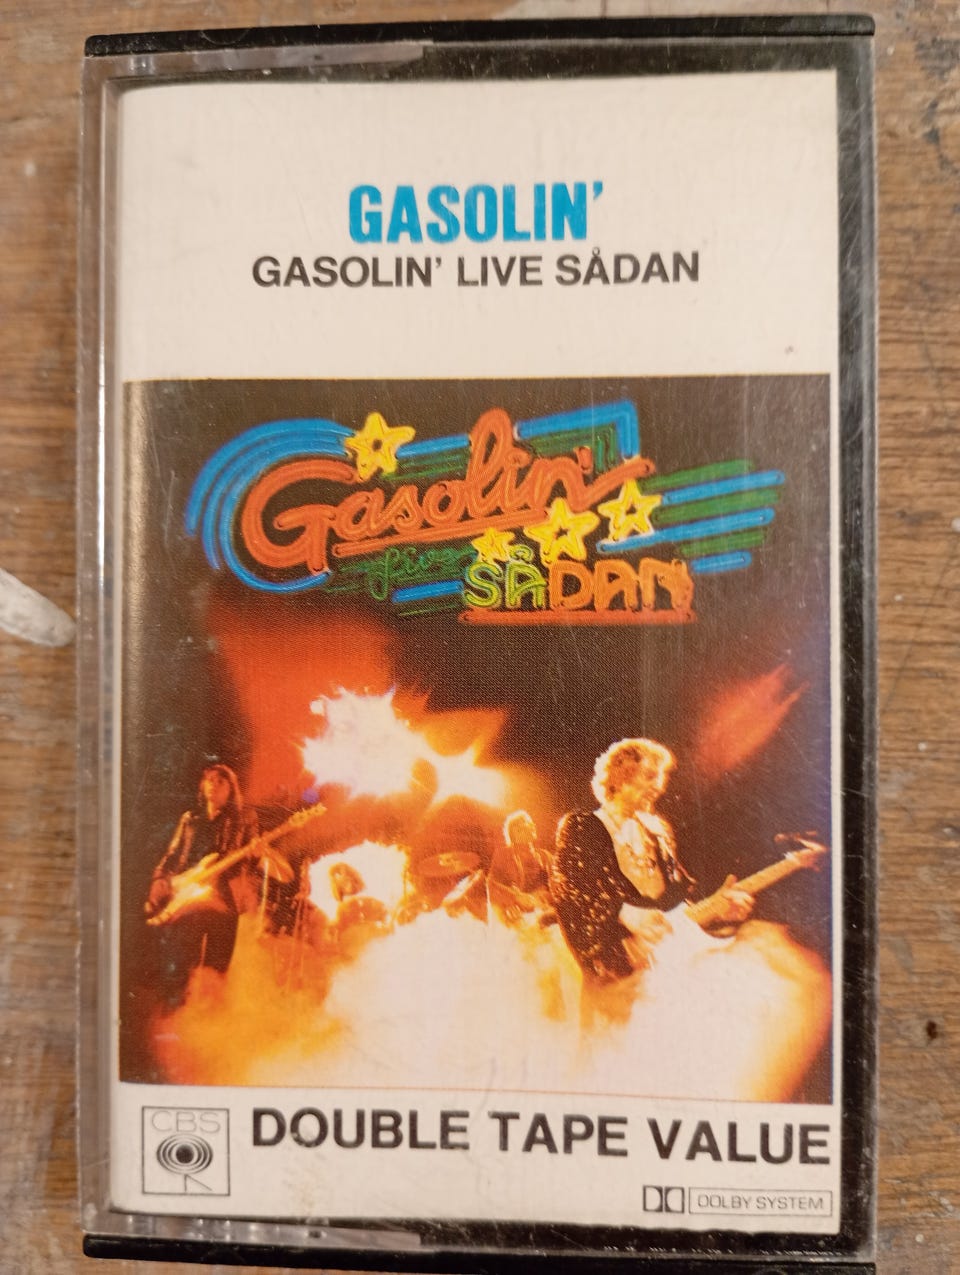 GASOLIN'
GASOLIN' LIVE SÅDAN
Gasolin'
live
SÅDAN
CBS
DOUBLE TAPE VALUE
DOLBY SYSTEM